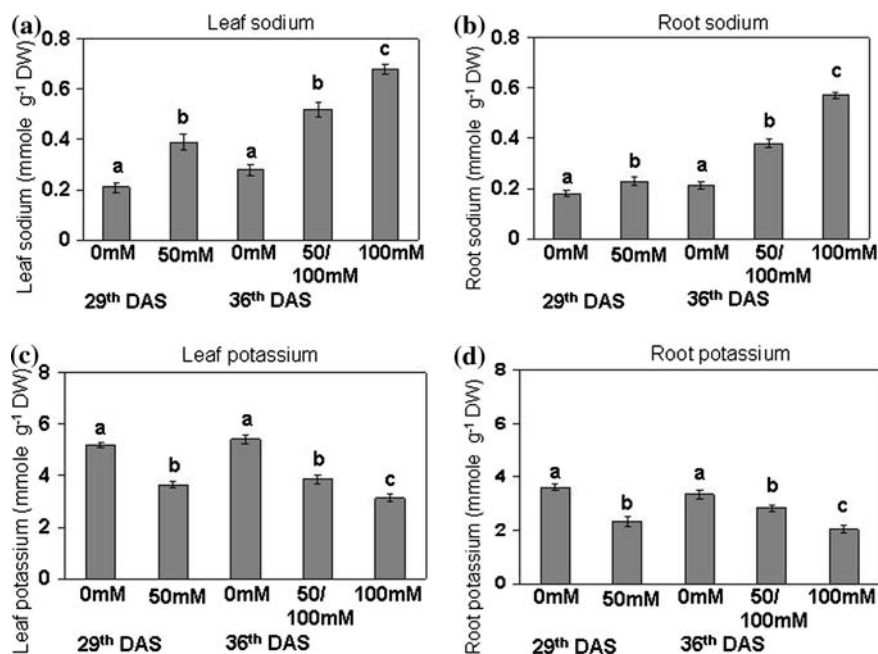 (a) Leaf sodium
Leaf sodium (mmole g-1 DW)
0.8
0.6
0.4
0.2
0
a
b
a
b
c
0mM 50mM 0mM 50/ 100mM
100mM
29th DAS 36th DAS
(b) Root sodium
Root sodium (mmole g-1 DW)
0.8
0.6
0.4
0.2
0
a
b
a
b
c
0mM 50mM 0mM 50/ 100mM
100mM
29th DAS 36th DAS
(c) Leaf potassium
Leaf potassium (mmole g-1 DW)
8
6
4
2
0
a
b
a
b
c
0mM 50mM 0mM 50/ 100mM
100mM
29th DAS 36th DAS
(d) Root potassium
Root potassium (mmole g-1 DW)
8
6
4
2
0
a
b
a
b
c
0mM 50mM 0mM 50/ 100mM
100mM
29th DAS 36th DAS